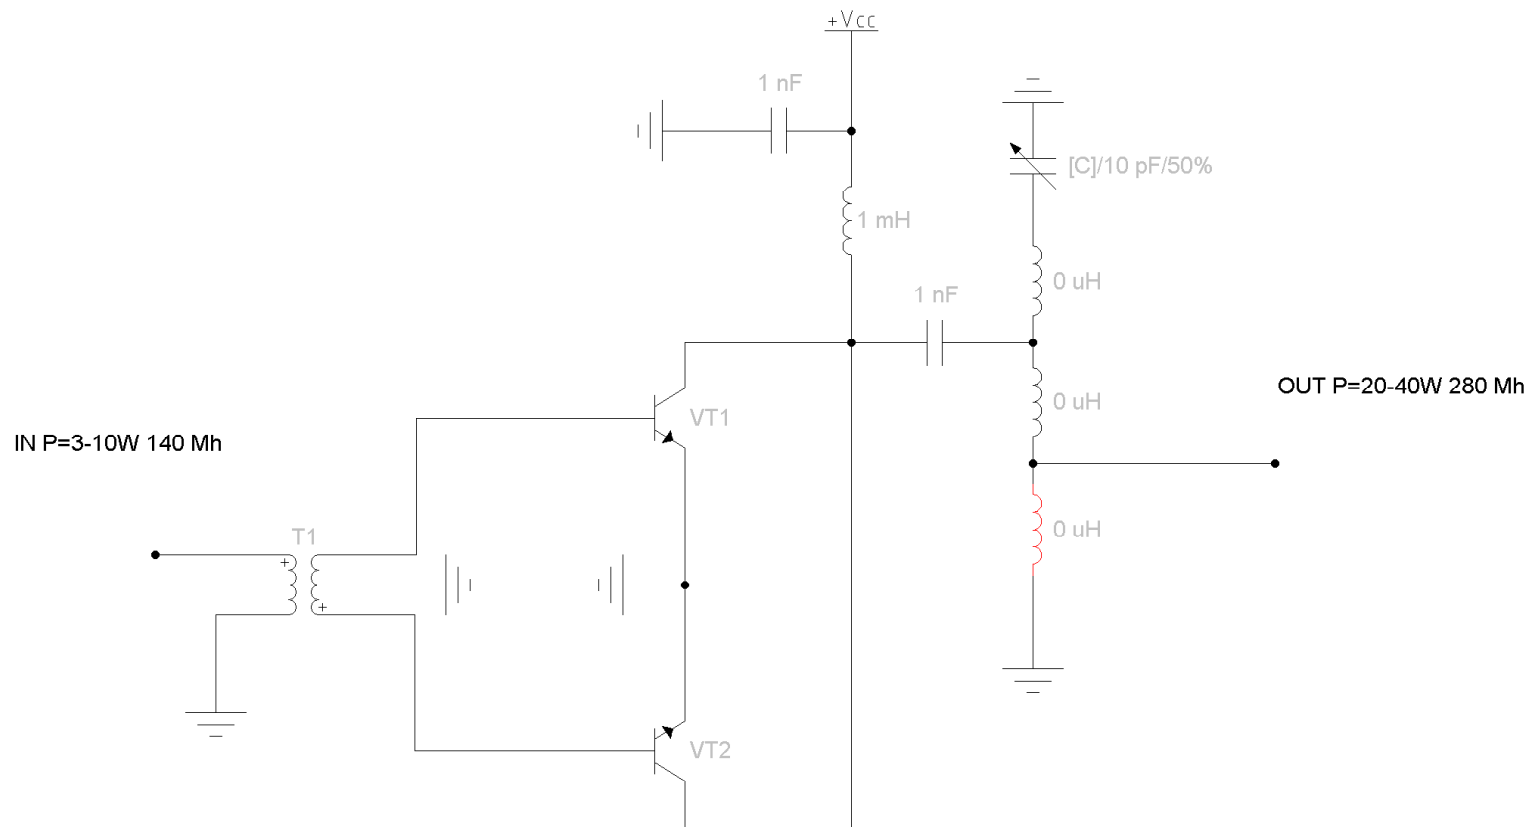 +Vcc
1 nF
[C]/10 pF/50%
1 mH
0 uH
1 nF
OUT P=20-40W 280 Mh
0 uH
VT1
IN P=3-10W 140 Mh
T1
+
+
0 uH
VT2